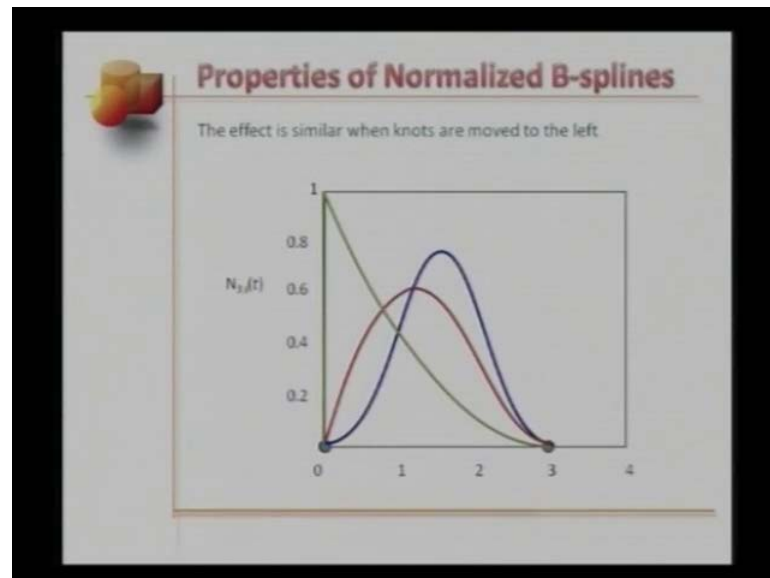 Properties of Normalized B-splines
The effect is similar when knots are moved to the left
1
0.8
0.6
0.4
0.2
0 1 2 3 4